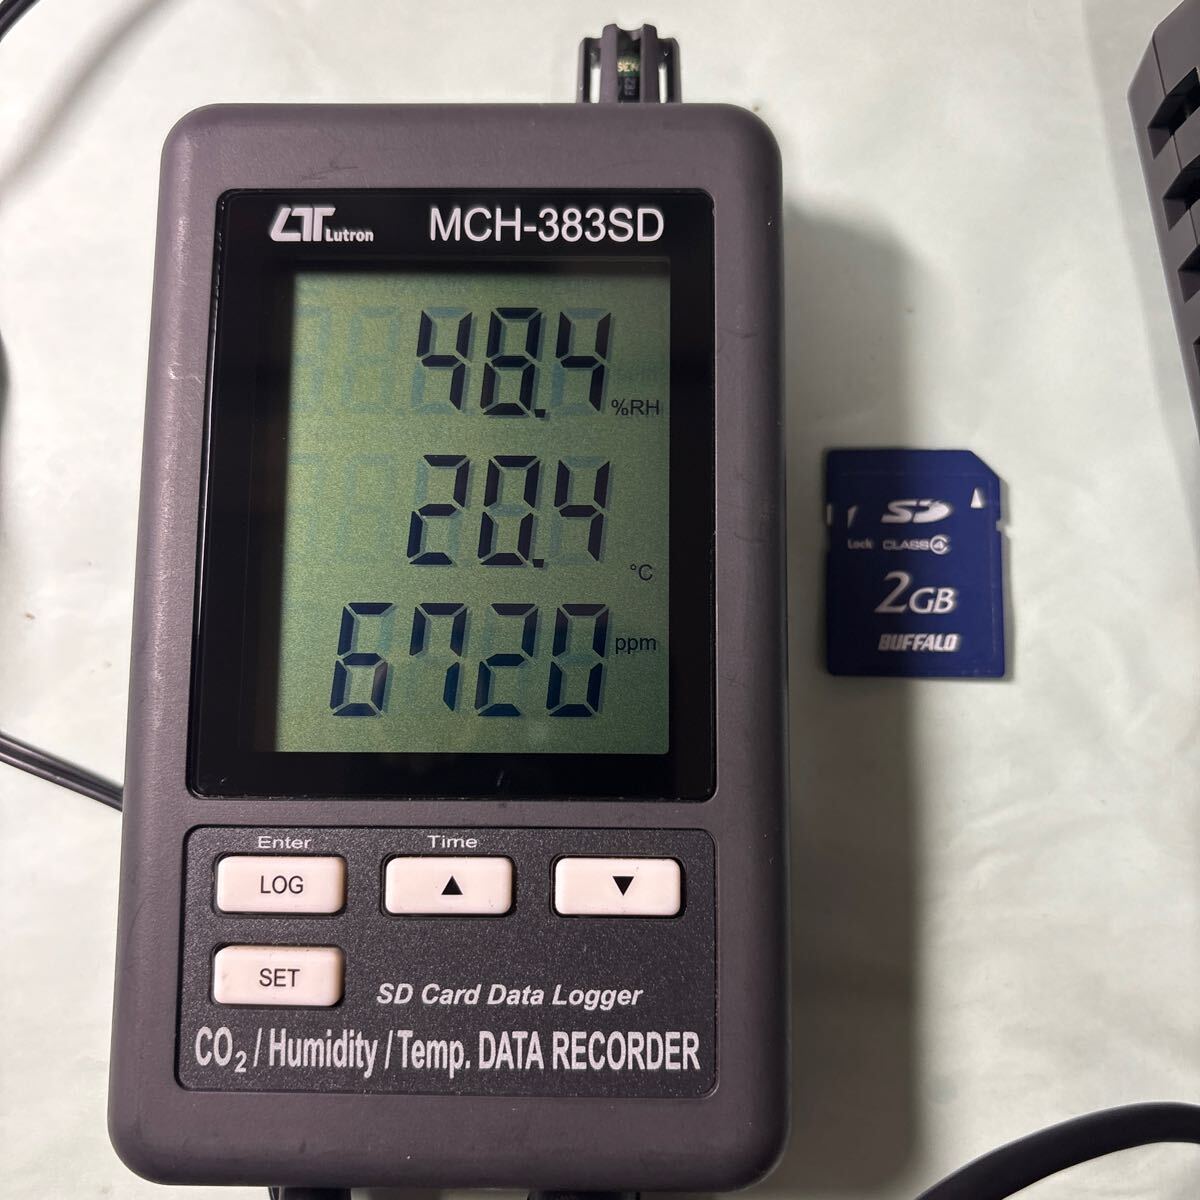 SEN
LT Lutron MCH-383SD
48.4 %RH
20.4 °C
6720 ppm
Enter Time
LOG ▲ ▼
SET
SD Card Data Logger
CO₂ / Humidity / Temp. DATA RECORDER
SD
Lock CLASS 4
2GB
BUFFALO